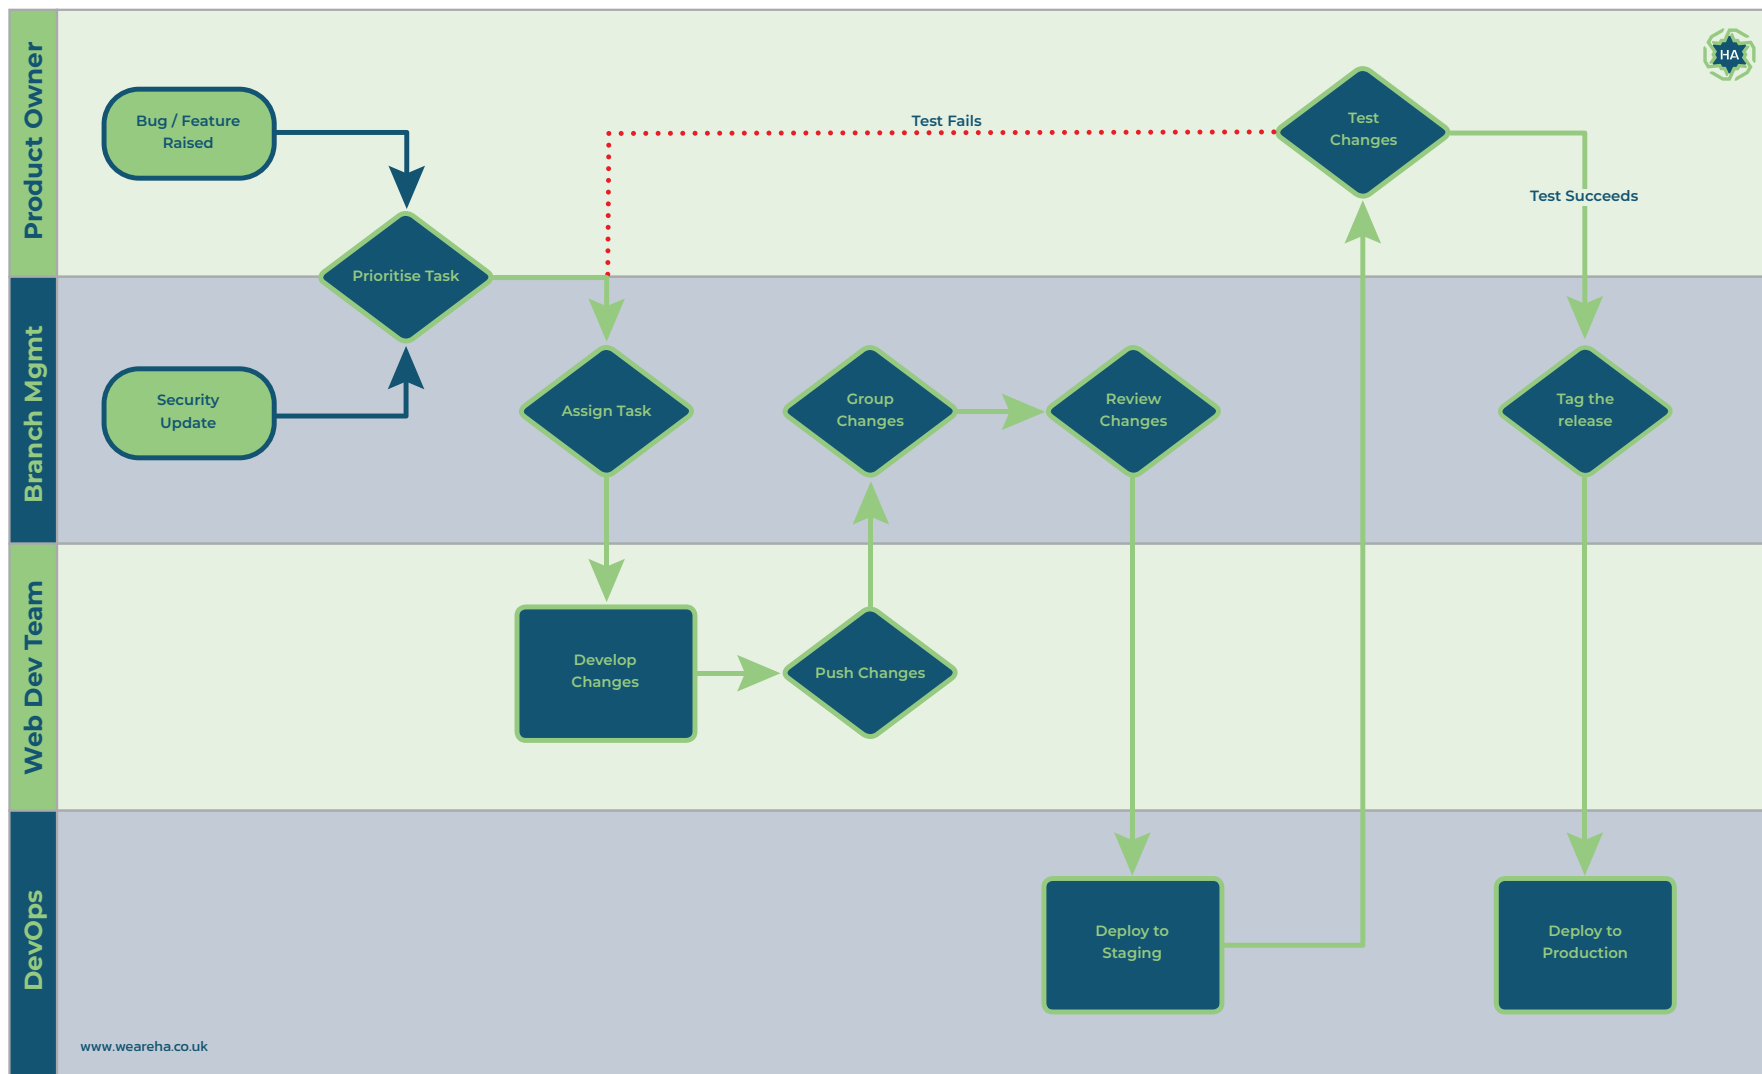 Product Owner
Bug / Feature
Raised
Test Fails
Test
Changes
HA
Test Succeeds
Prioritise Task
Branch Mgmt
Security
Update
Assign Task
Group
Changes
Review
Changes
Tag the
release
Web Dev Team
Develop
Changes
Push Changes
DevOps
Deploy to
Staging
Deploy to
Production
www.weareha.co.uk